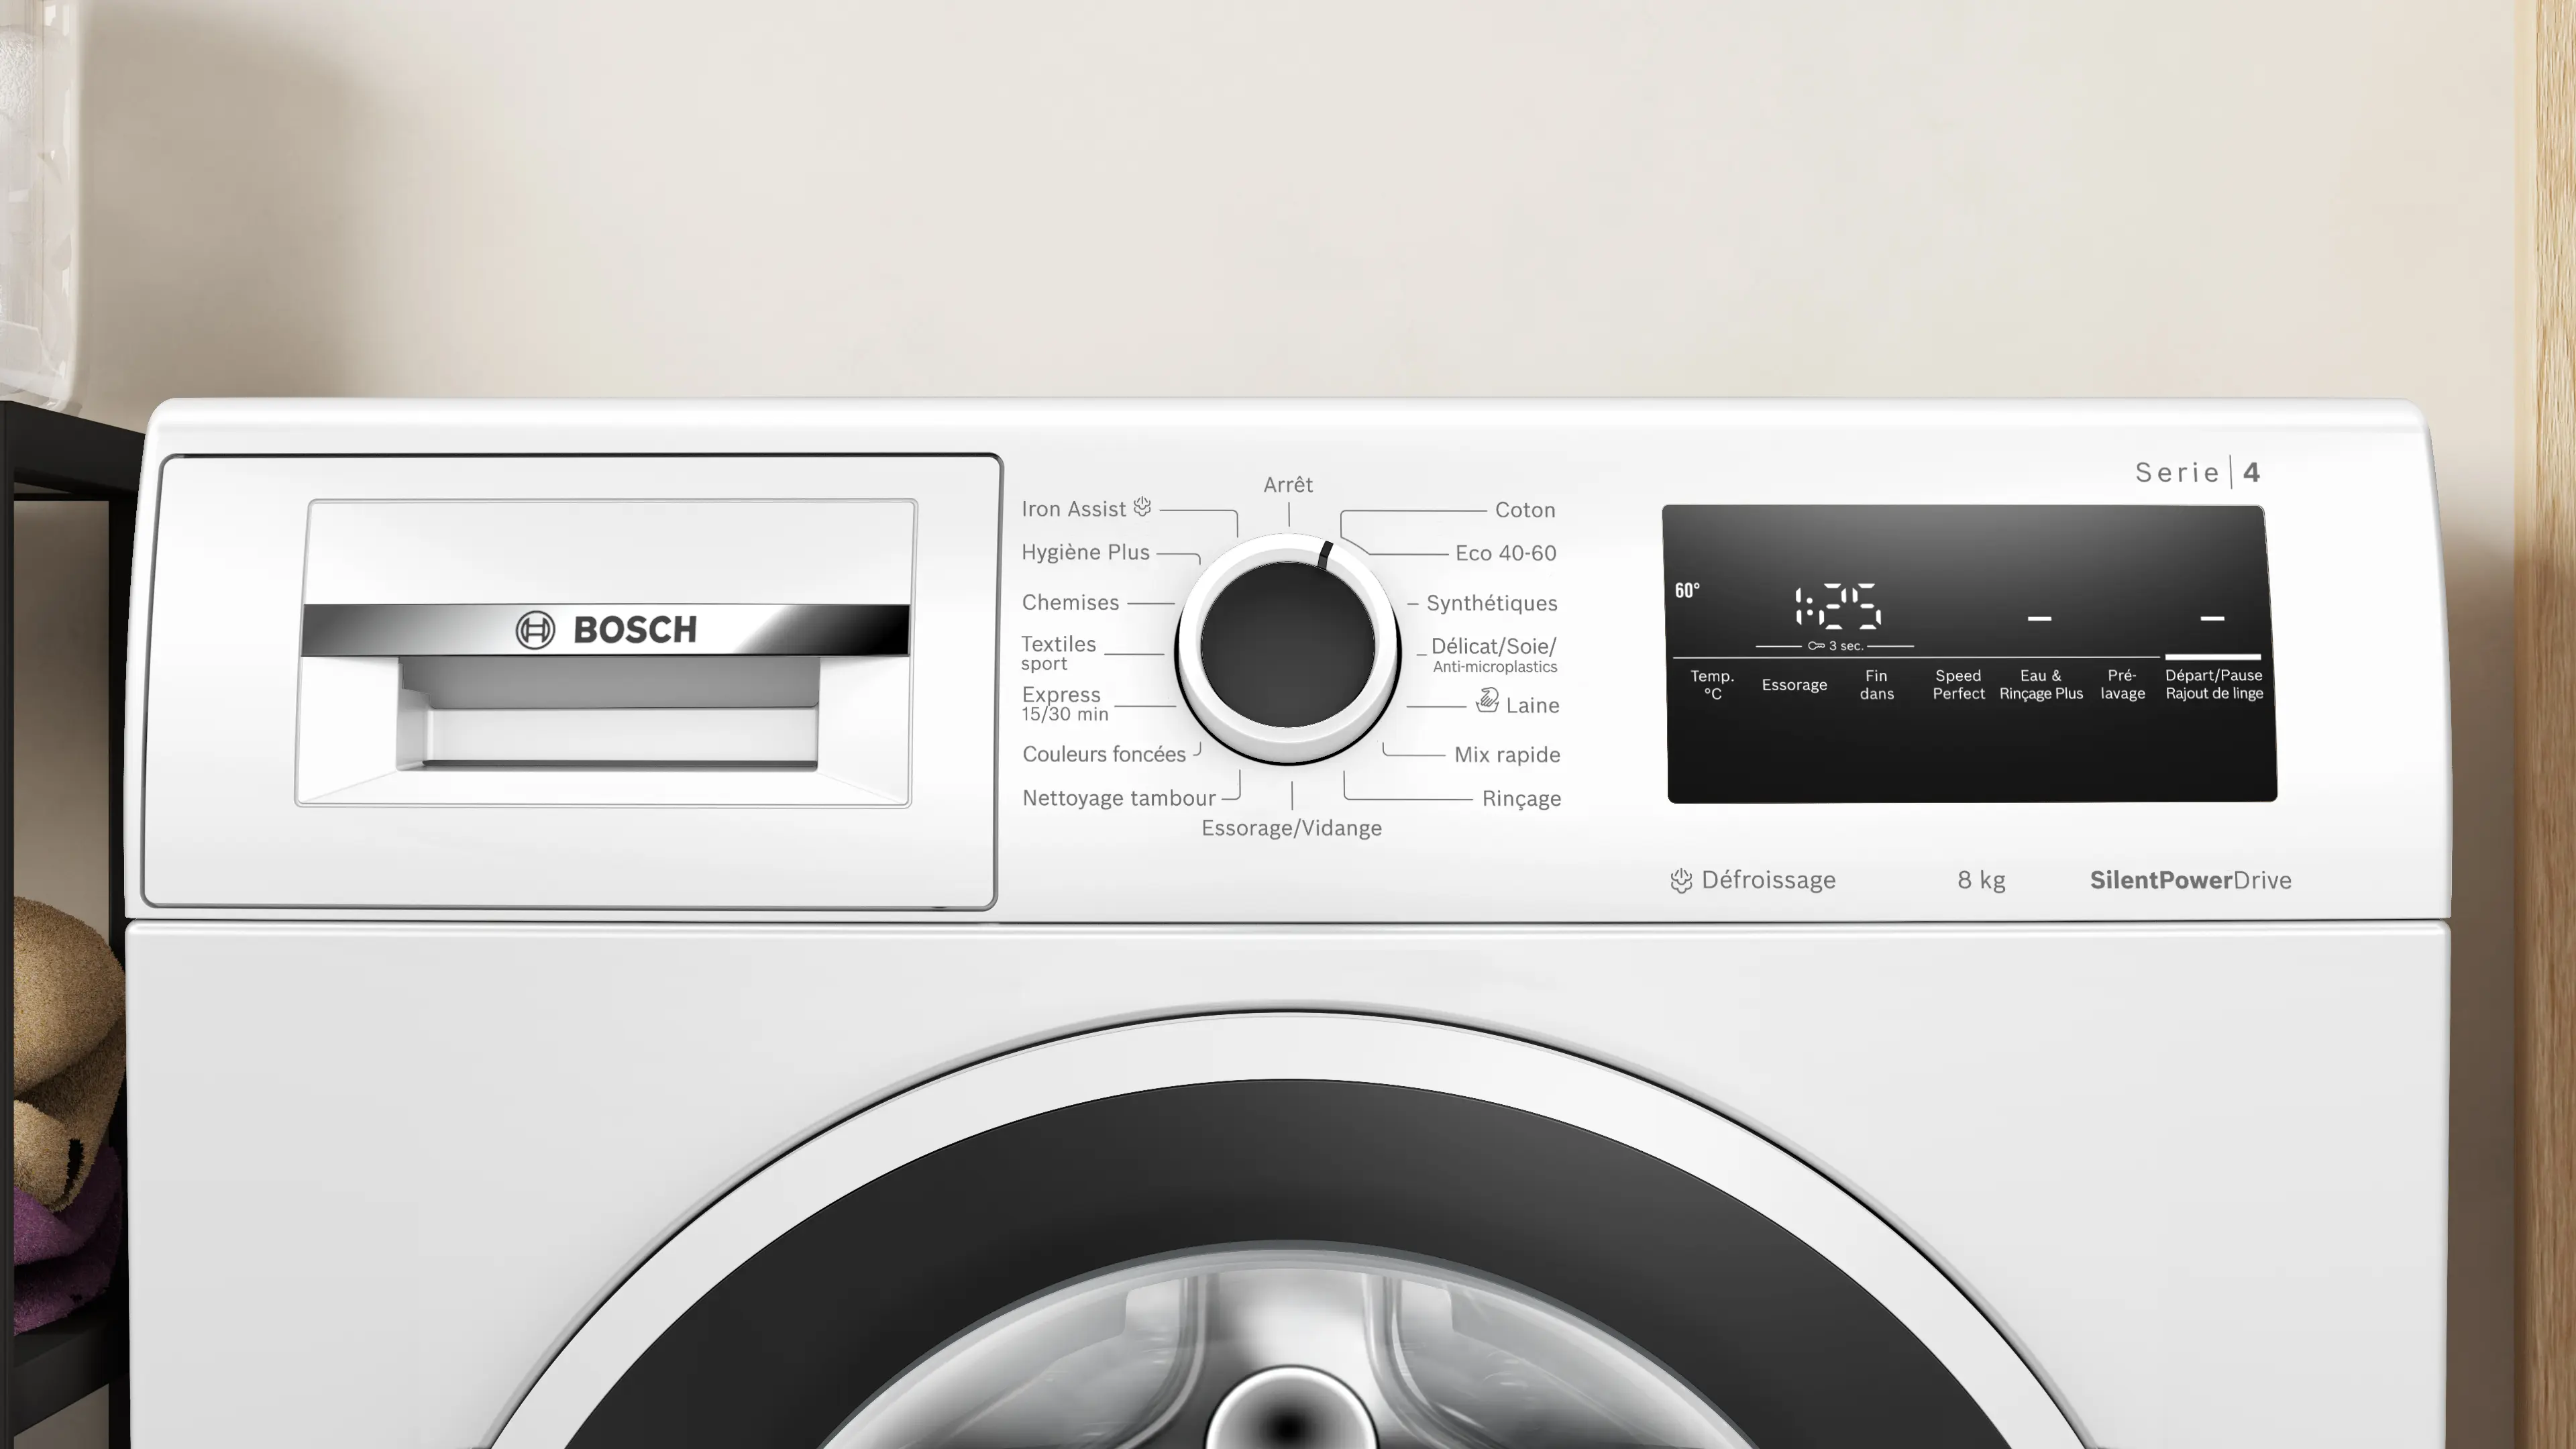 BOSCH
Arrêt
Iron Assist
Hygiène Plus
Chemises
Textiles
sport
Express
15/30 min
Couleurs foncées
Nettoyage tambour
Essorage/Vidange
Coton
Eco 40-60
Synthétiques
Délicat/Soie/
Anti-microplastics
Laine
Mix rapide
Rinçage
Serie | 4
60°
1:25
3 sec.
Temp.
°C
Essorage
Fin
dans
Speed
Perfect
Eau &
Rinçage Plus
Pré-
lavage
Départ/Pause
Rajout de linge
Défroissage
8 kg
SilentPowerDrive